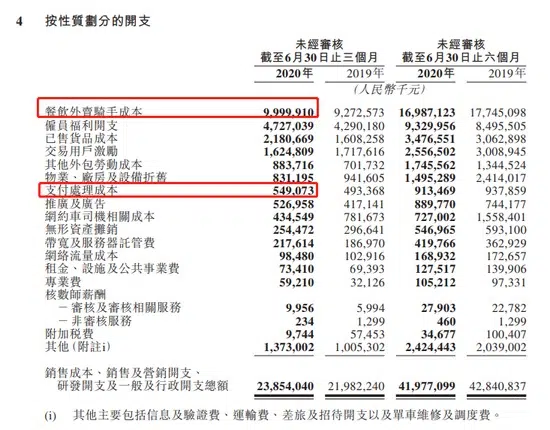 4 按性質劃分的開支
未經審核 未經審核
截至6月30日止三個月 截至6月30日止六個月
2020年 2019年 2020年 2019年
(人民幣千元)
餐飲外賣騎手成本 9,999,910 9,272,573 16,987,123 17,745,098
僱員福利開支 4,727,039 4,290,180 9,329,956 8,495,505
已售貨品成本 2,180,669 1,608,258 3,476,551 3,062,898
交易用戶激勵 1,624,809 1,717,616 2,556,502 3,008,945
其他外包勞動成本 883,716 701,732 1,745,562 1,344,524
物業、廠房及設備折舊 831,195 941,605 1,495,289 2,414,017
支付處理成本 549,073 493,368 913,469 937,859
推廣及廣告 526,958 417,141 889,770 744,177
網約車司機相關成本 434,549 781,673 727,002 1,558,401
無形資產攤銷 254,472 296,641 546,965 593,100
帶寬及服務器託管費 217,614 186,970 419,766 362,929
網絡流量成本 98,480 102,916 168,932 172,657
租金、設施及公共事業費 73,410 69,393 127,517 139,906
專業費 59,210 32,126 105,212 97,331
核數師薪酬
－審核及審核相關服務 9,956 5,994 27,903 22,782
－非審核服務 234 1,299 460 1,299
附加稅費 9,744 57,453 34,677 100,407
其他(附註i) 1,373,002 1,005,302 2,424,443 2,039,002
銷售成本、銷售及營銷開支、
研發開支及一般及行政開支總額 23,854,040 21,982,240 41,977,099 42,840,837
(i) 其他主要包括信息及驗證費、運輸費、差旅及招待開支以及單車維修及調度費。